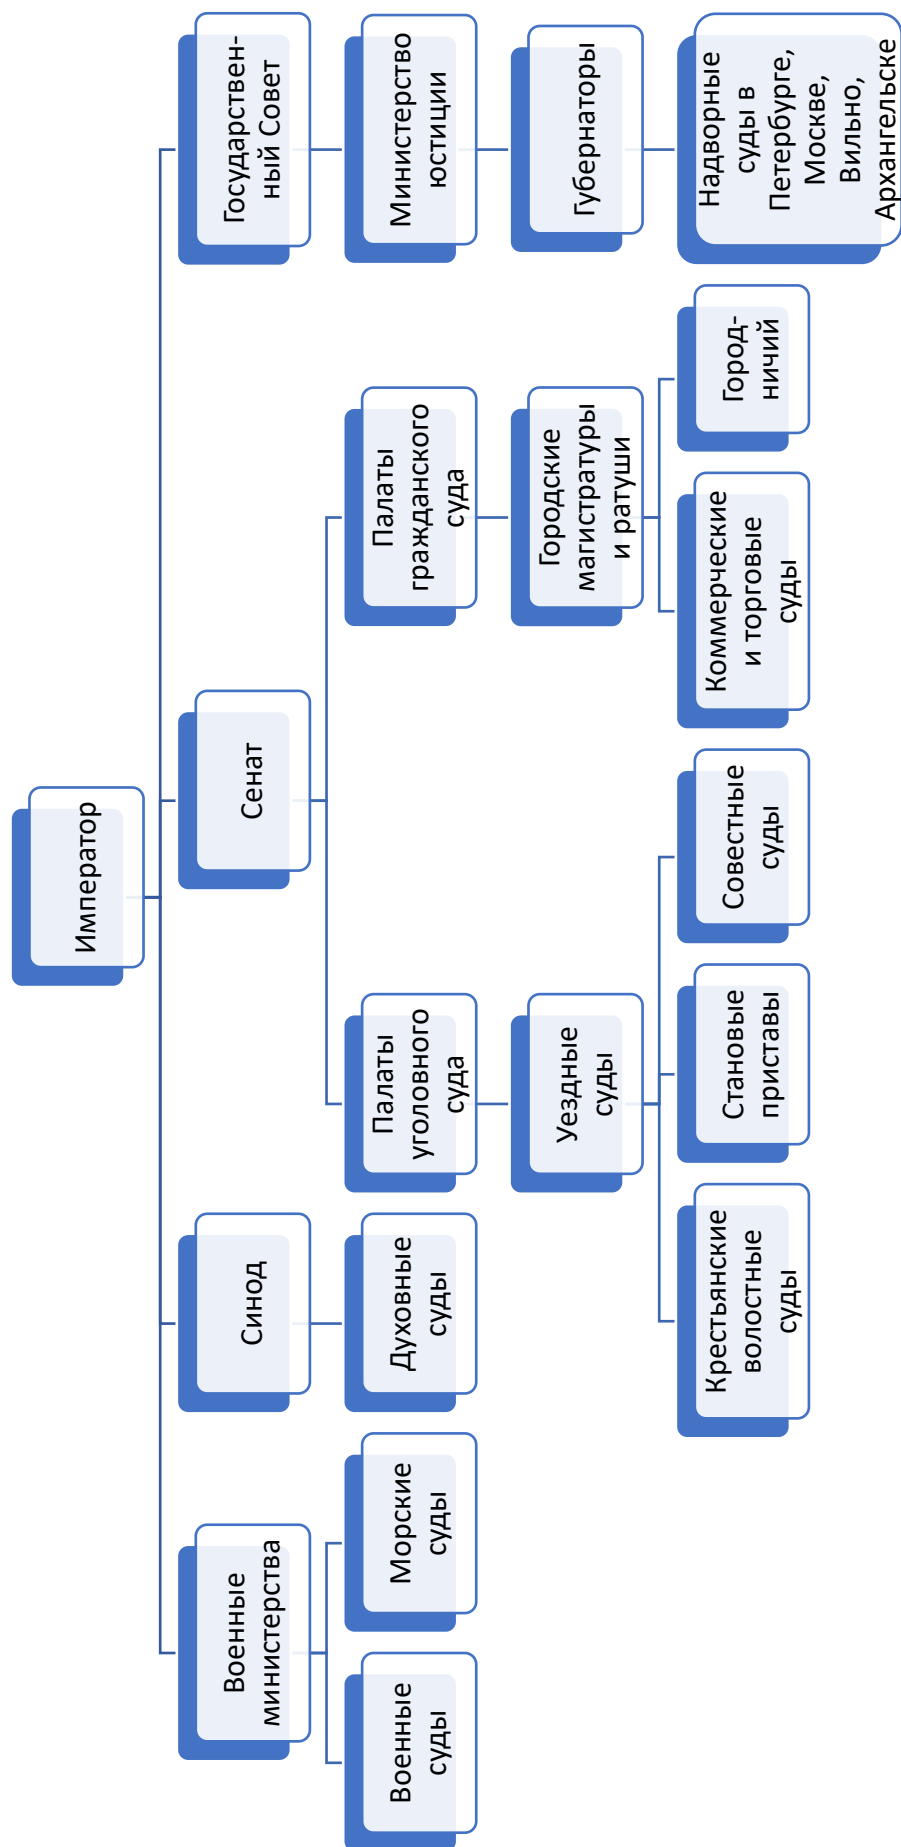 Император
Военные
министерства
Синод
Сенат
Государствен-
ный Совет
Военные
суды
Морские
суды
Духовные
суды
Палаты
уголовного
суда
Палаты
гражданского
суда
Министерство
юстиции
Уездные
суды
Городские
магистратуры
и ратуши
Губернаторы
Крестьянские
волостные
суды
Становые
приставы
Совестные
суды
Коммерческие
и торговые
суды
Город-
ничий
Надворные
суды в
Петербурге,
Москве,
Вильно,
Архангельске